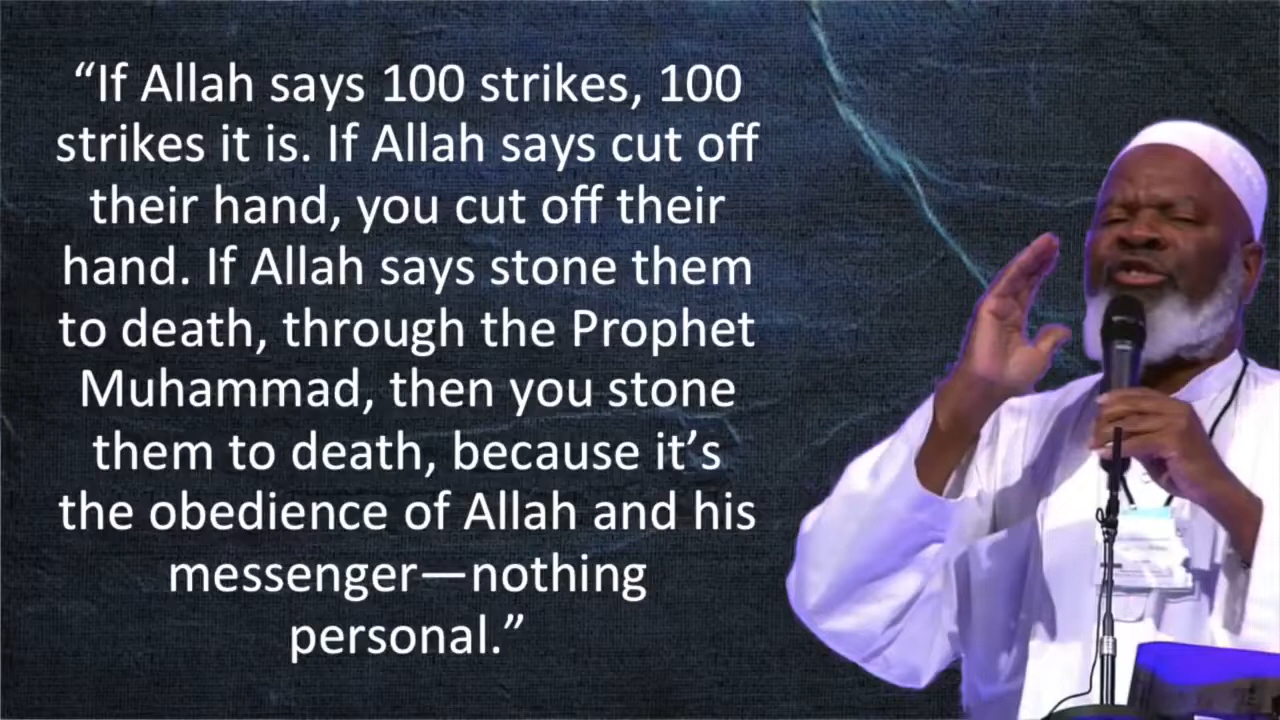 “If Allah says 100 strikes, 100
strikes it is. If Allah says cut off
their hand, you cut off their
hand. If Allah says stone them
to death, through the Prophet
Muhammad, then you stone
them to death, because it’s
the obedience of Allah and his
messenger—nothing
personal.”